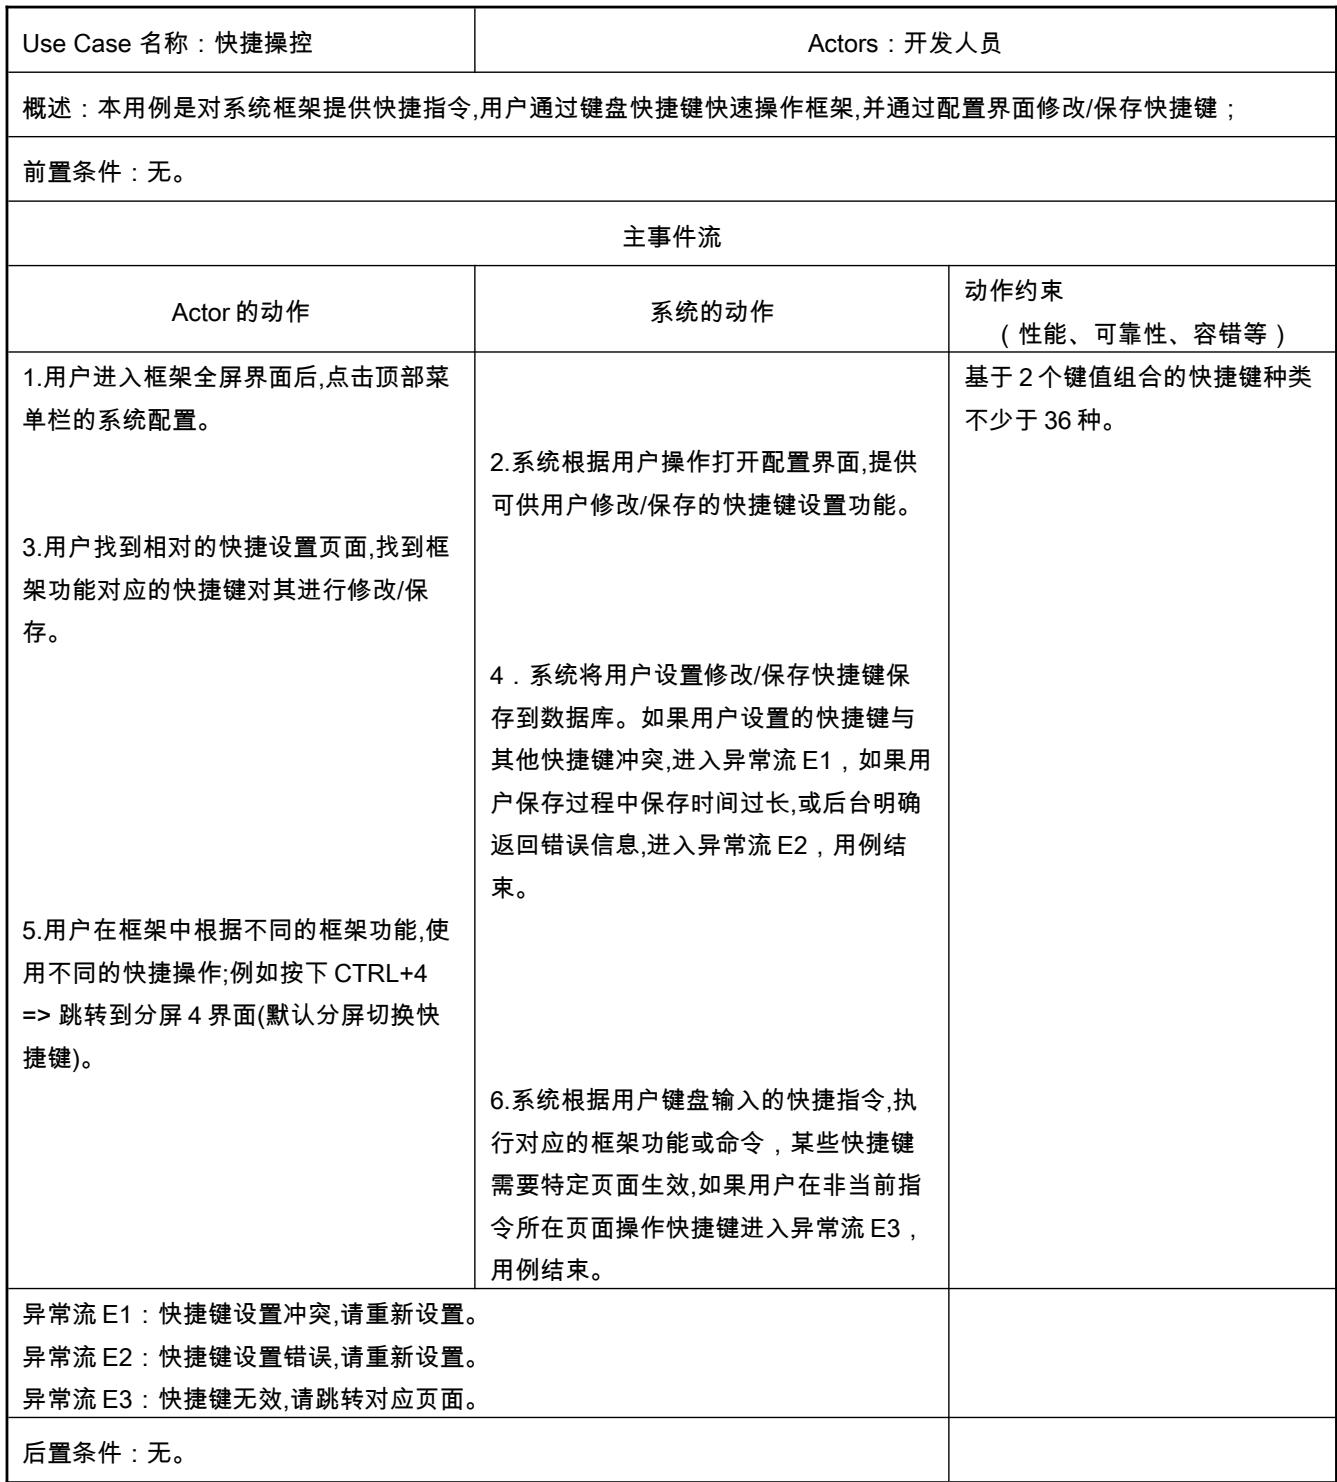 Use Case 名称：快捷操控
Actors：开发人员
概述：本用例是对系统框架提供快捷指令,用户通过键盘快捷键快速操作框架,并通过配置界面修改/保存快捷键；
前置条件：无。
主事件流
Actor 的动作
系统的动作
动作约束
（性能、可靠性、容错等）
1.用户进入框架全屏界面后,点击顶部菜
单栏的系统配置。
基于 2 个键值组合的快捷键种类
不少于 36 种。
2.系统根据用户操作打开配置界面,提供
可供用户修改/保存的快捷键设置功能。
3.用户找到相对的快捷设置页面,找到框
架功能对应的快捷键对其进行修改/保
存。
4．系统将用户设置修改/保存快捷键保
存到数据库。如果用户设置的快捷键与
其他快捷键冲突,进入异常流 E1，如果用
户保存过程中保存时间过长,或后台明确
返回错误信息,进入异常流 E2，用例结
束。
5.用户在框架中根据不同的框架功能,使
用不同的快捷操作;例如按下 CTRL+4
=> 跳转到分屏 4 界面(默认分屏切换快
捷键)。
6.系统根据用户键盘输入的快捷指令,执
行对应的框架功能或命令，某些快捷键
需要特定页面生效,如果用户在非当前指
令所在页面操作快捷键进入异常流 E3，
用例结束。
异常流 E1：快捷键设置冲突,请重新设置。
异常流 E2：快捷键设置错误,请重新设置。
异常流 E3：快捷键无效,请跳转对应页面。
后置条件：无。